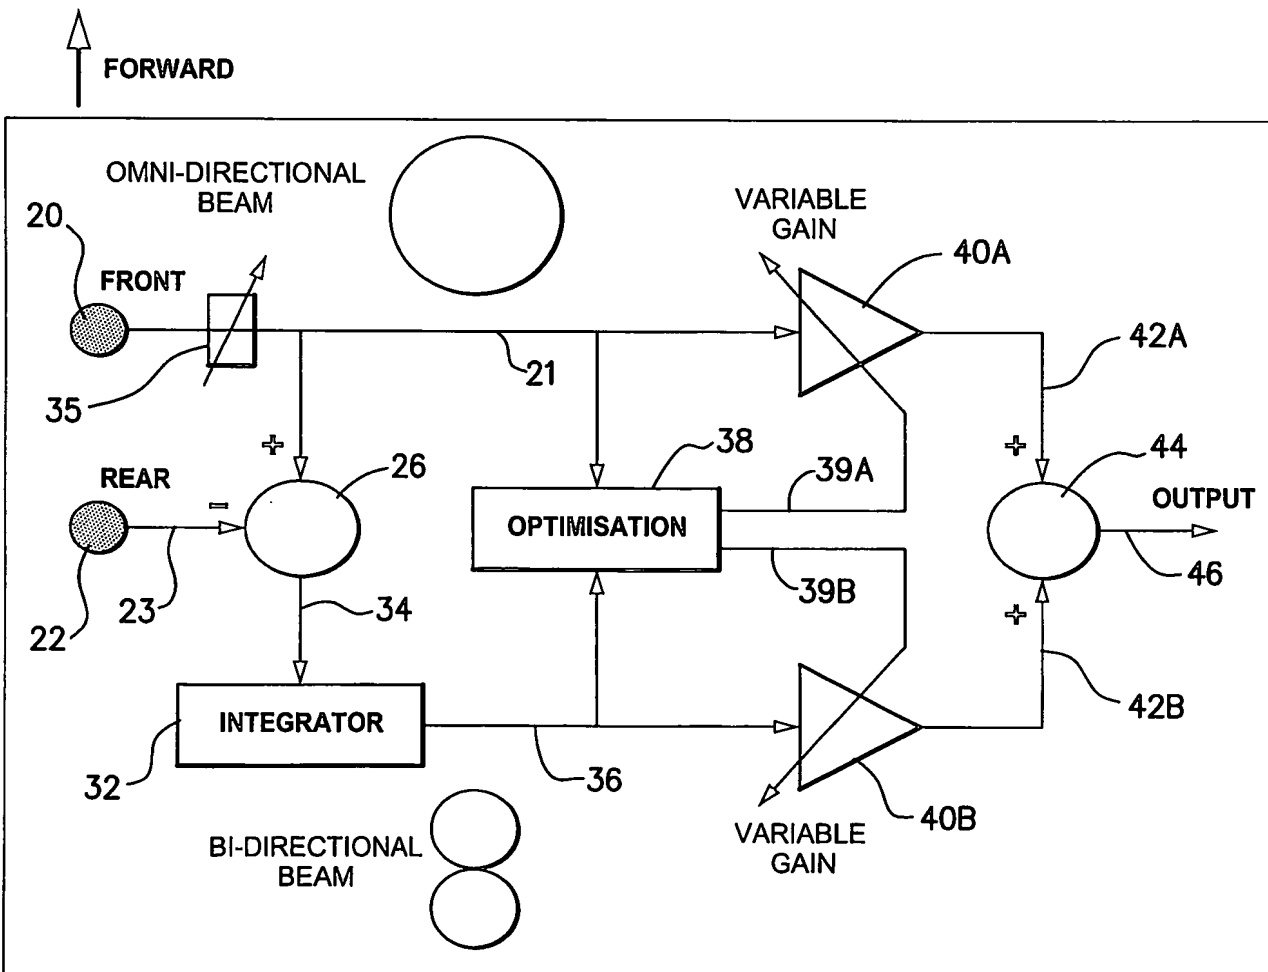 FORWARD
OMNI-DIRECTIONAL
BEAM
VARIABLE
GAIN
20
40A
FRONT
42A
21
35
+
38
+
44
REAR
26
39A
OUTPUT
-
OPTIMISATION
46
39B
23
34
+
22
42B
INTEGRATOR
32
36
40B
VARIABLE
GAIN
BI-DIRECTIONAL
BEAM